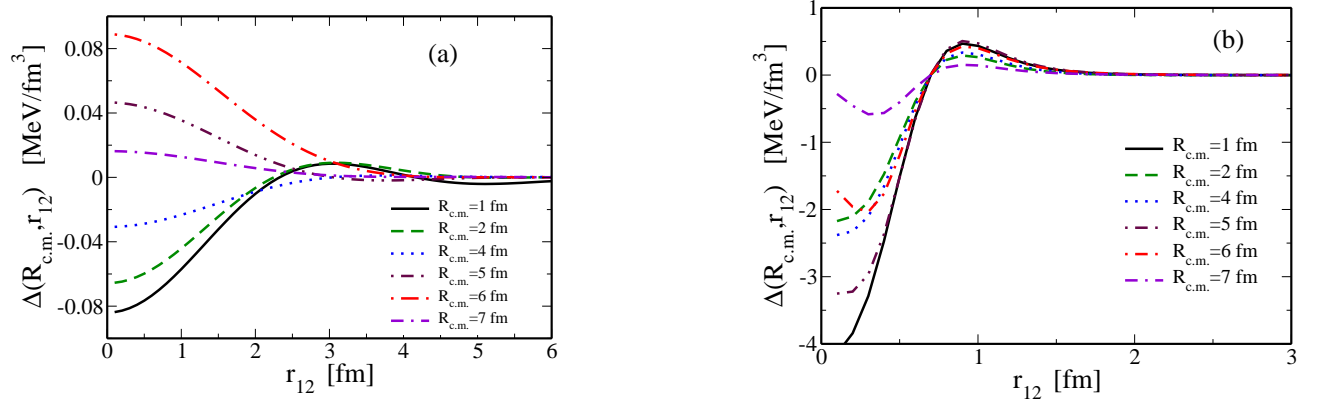 (a)
Δ(R_c.m.,r_12) [MeV/fm^3]
0.08
0.04
0
-0.04
-0.08
R_c.m.=1 fm
R_c.m.=2 fm
R_c.m.=4 fm
R_c.m.=5 fm
R_c.m.=6 fm
R_c.m.=7 fm
0 1 2 3 4 5 6
r_12 [fm]
(b)
Δ(R_c.m.,r_12) [MeV/fm^3]
1
0
-1
-2
-3
-4
R_c.m.=1 fm
R_c.m.=2 fm
R_c.m.=4 fm
R_c.m.=5 fm
R_c.m.=6 fm
R_c.m.=7 fm
0 1 2 3
r_12 [fm]